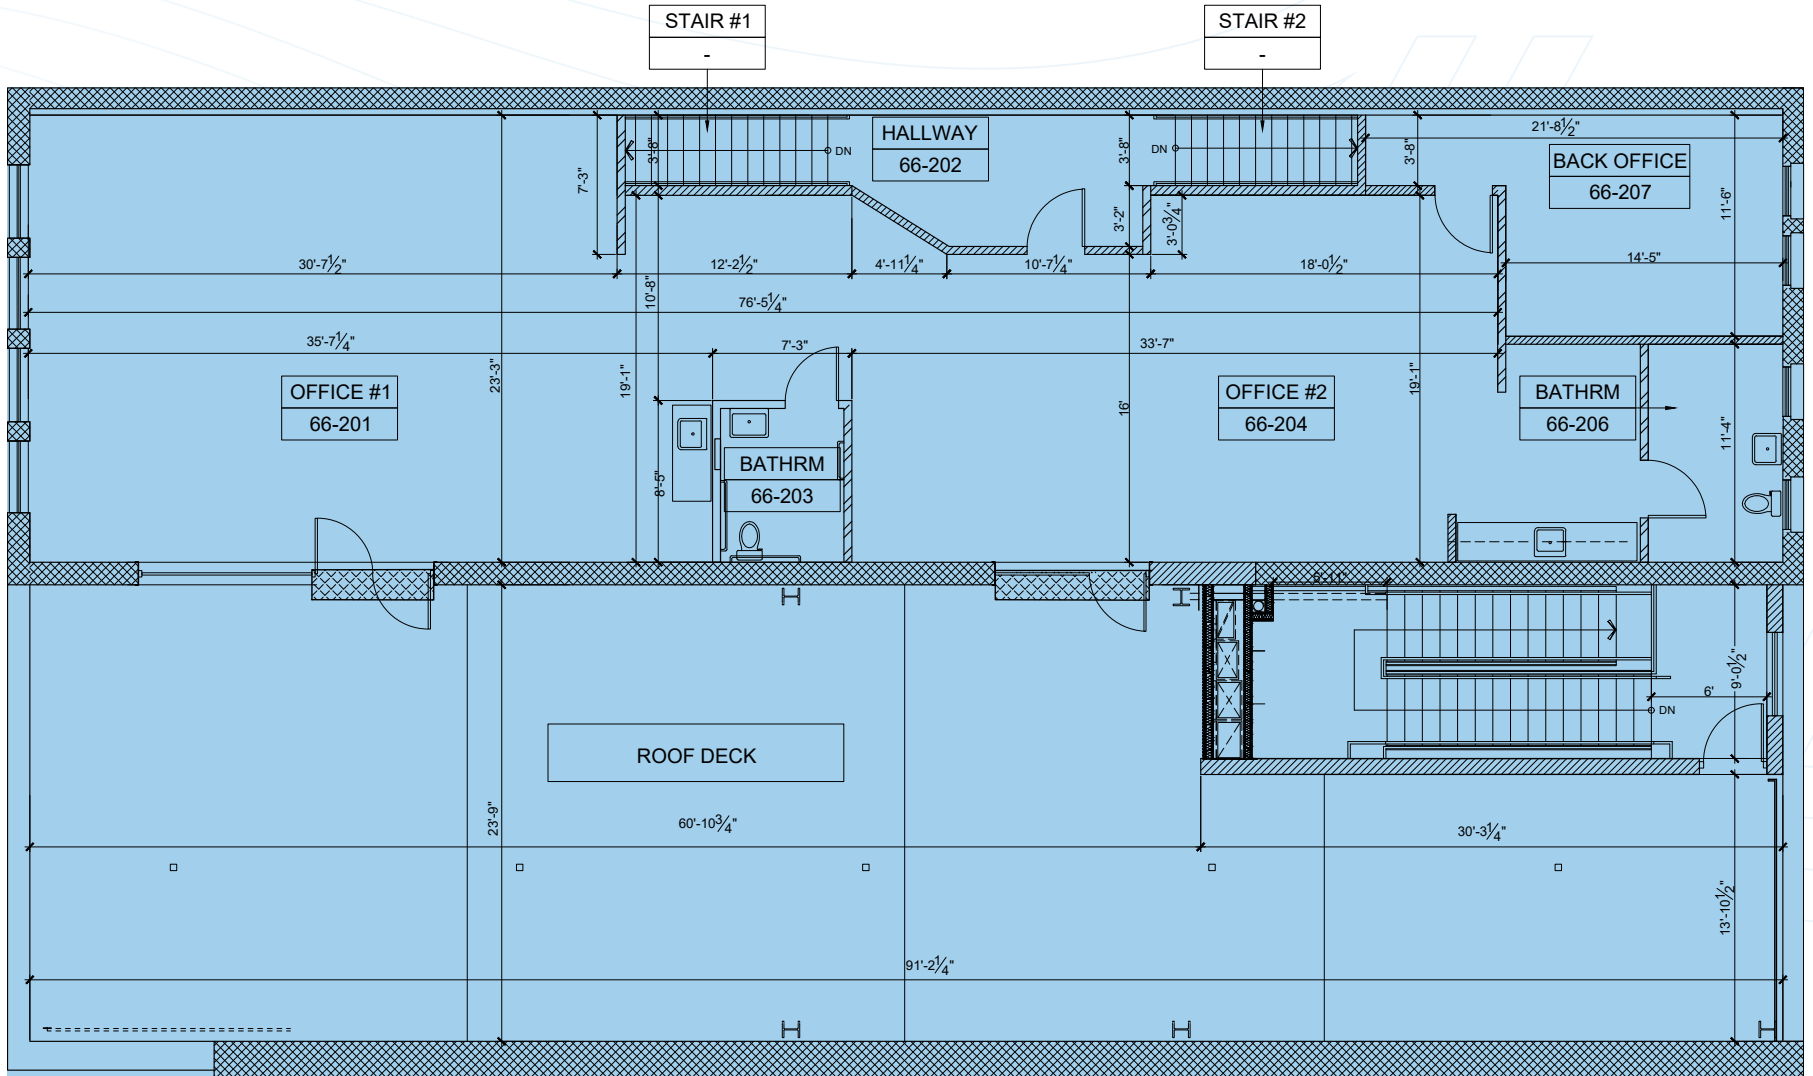 STAIR #1
-
STAIR #2
-
HALLWAY
66-202
DN
DN
3'-8"
3'-8"
3'-8"
21'-8½"
BACK OFFICE
66-207
7'-3"
3'-2"
3'-0¾"
11'-6"
30'-7½"
12'-2½"
4'-11¼"
10'-7¼"
18'-0½"
14'-5"
10'-8"
76'-5¼"
35'-7¼"
7'-3"
33'-7"
23'-3"
19'-1"
16'
19'-1"
OFFICE #1
66-201
OFFICE #2
66-204
BATHRM
66-206
11'-4"
BATHRM
66-203
8'-5"
5'-11"
9'-0½"
6'
DN
X
X
ROOF DECK
23'-9"
60'-10¾"
30'-3¼"
13'-10½"
91'-2¼"